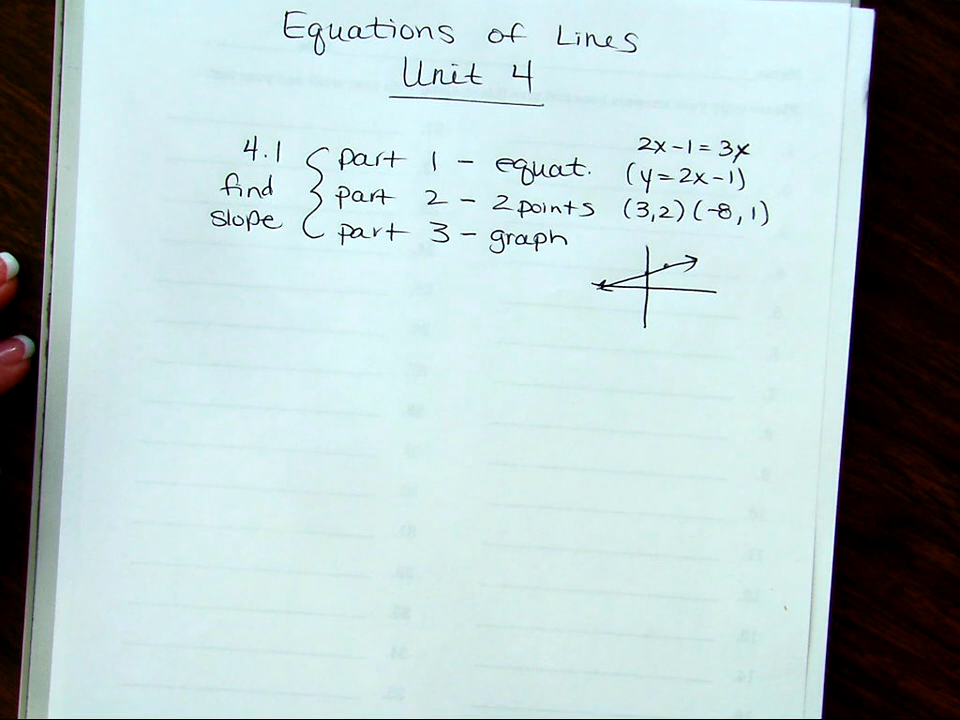 Equations of Lines
Unit 4
4.1 find slope
part 1 - equat. 2x-1=3x (y=2x-1)
part 2 - 2 points (3,2)(-8,1)
part 3 - graph